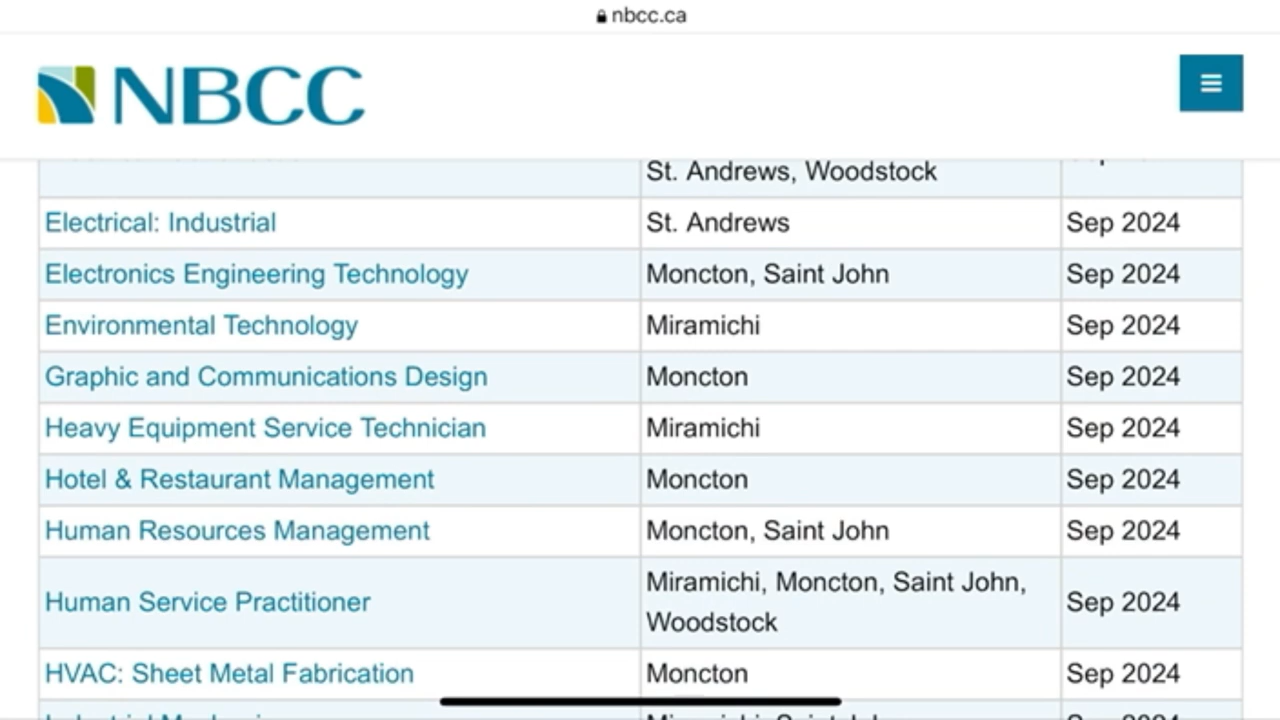 nbcc.ca
NBCC
St. Andrews, Woodstock
Electrical: Industrial St. Andrews Sep 2024
Electronics Engineering Technology Moncton, Saint John Sep 2024
Environmental Technology Miramichi Sep 2024
Graphic and Communications Design Moncton Sep 2024
Heavy Equipment Service Technician Miramichi Sep 2024
Hotel & Restaurant Management Moncton Sep 2024
Human Resources Management Moncton, Saint John Sep 2024
Human Service Practitioner Miramichi, Moncton, Saint John, Sep 2024
Woodstock
HVAC: Sheet Metal Fabrication Moncton Sep 2024